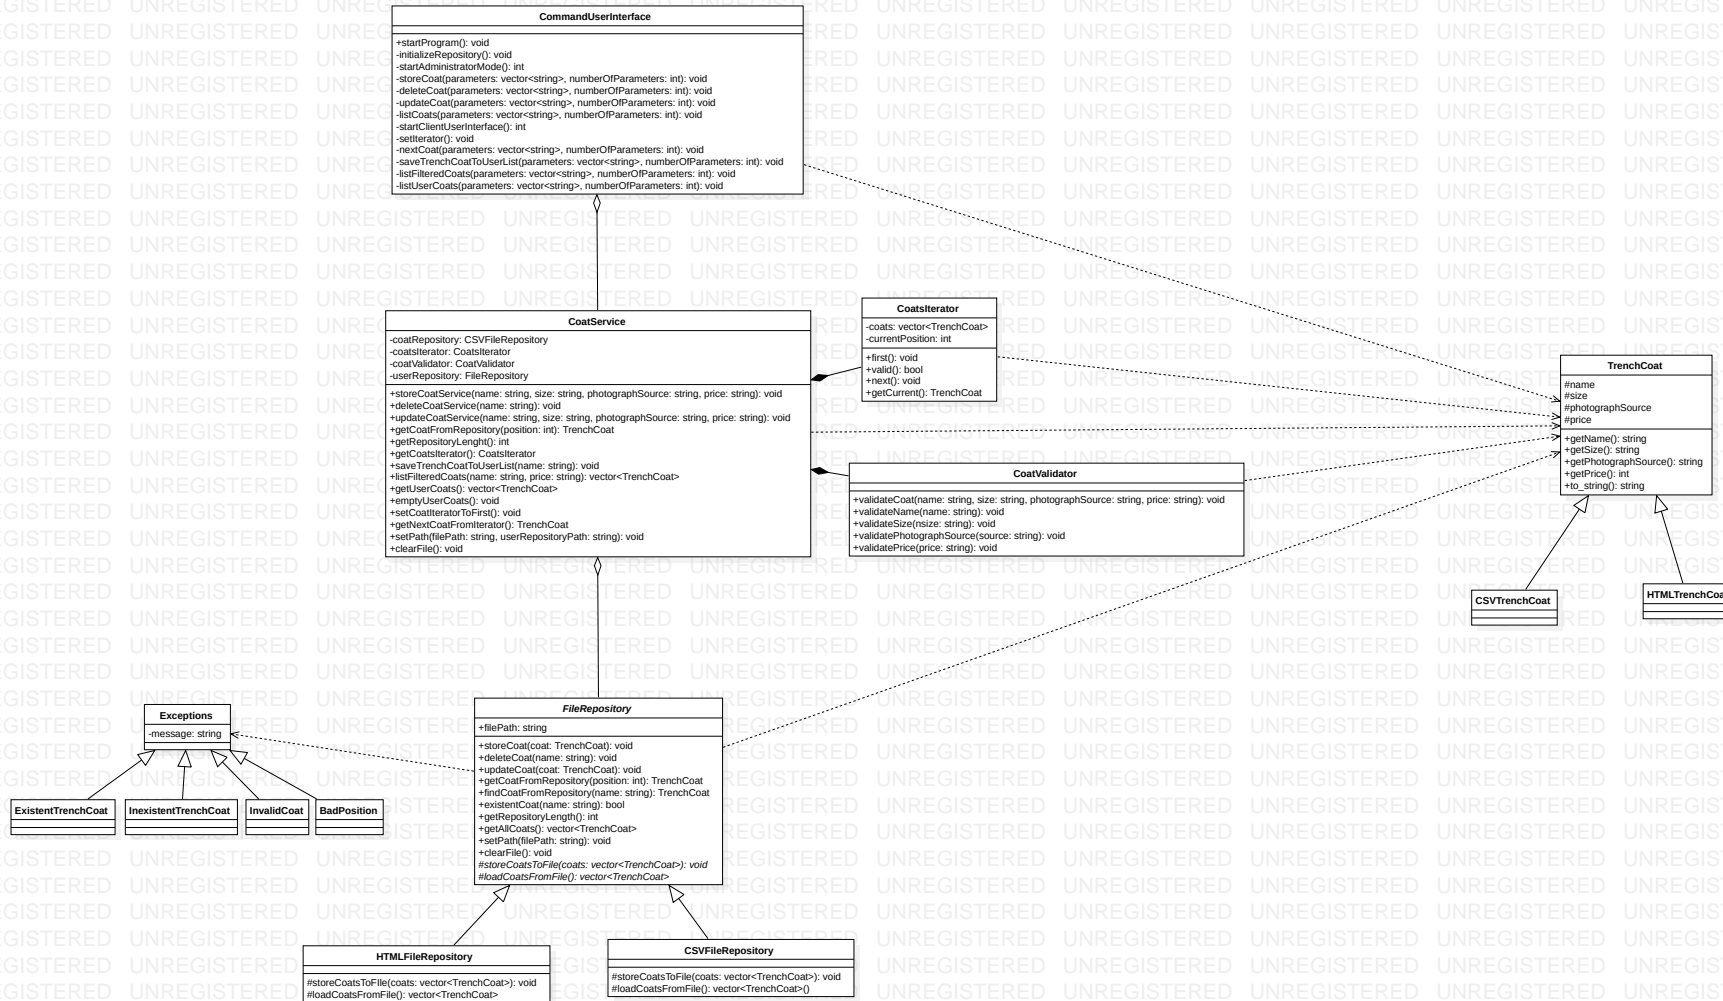 CommandUserInterface
+startProgram(): void
-initializeRepository(): void
-startAdministratorMode(): int
-storeCoat(parameters: vector<string>, numberOfParameters: int): void
-deleteCoat(parameters: vector<string>, numberOfParameters: int): void
-updateCoat(parameters: vector<string>, numberOfParameters: int): void
-listCoats(parameters: vector<string>, numberOfParameters: int): void
-startClientUserInterface(): int
-setIterator(): void
-nextCoat(parameters: vector<string>, numberOfParameters: int): void
-saveTrenchCoatToUserList(parameters: vector<string>, numberOfParameters: int): void
-listFilteredCoats(parameters: vector<string>, numberOfParameters: int): void
-listUserCoats(parameters: vector<string>, numberOfParameters: int): void
CoatService
-coatRepository: CSVFileRepository
-coatsIterator: CoatsIterator
-coatValidator: CoatValidator
-userRepository: FileRepository
+storeCoatService(name: string, size: string, photographSource: string, price: string): void
+deleteCoatService(name: string): void
+updateCoatService(name: string, size: string, photographSource: string, price: string): void
+getCoatFromRepository(position: int): TrenchCoat
+getRepositoryLenght(): int
+getCoatsIterator(): CoatsIterator
+saveTrenchCoatToUserList(name: string): void
+listFilteredCoats(name: string, price: string): vector<TrenchCoat>
+getUserCoats(): vector<TrenchCoat>
+emptyUserCoats(): void
+setCoatIteratorToFirst(): void
+getNextCoatFromIterator(): TrenchCoat
+setPath(filePath: string, userRepositoryPath: string): void
+clearFile(): void
CoatsIterator
-coats: vector<TrenchCoat>
-currentPosition: int
+first(): void
+valid(): bool
+next(): void
+getCurrent(): TrenchCoat
CoatValidator
+validateCoat(name: string, size: string, photographSource: string, price: string): void
+validateName(name: string): void
+validateSize(nsize: string): void
+validatePhotographSource(source: string): void
+validatePrice(price: string): void
TrenchCoat
#name
#size
#photographSource
#price
+getName(): string
+getSize(): string
+getPhotographSource(): string
+getPrice(): int
+to_string(): string
CSVTrenchCoat
HTMLTrenchCoa
Exceptions
-message: string
ExistentTrenchCoat
InexistentTrenchCoat
InvalidCoat
BadPosition
FileRepository
+filePath: string
+storeCoat(coat: TrenchCoat): void
+deleteCoat(name: string): void
+updateCoat(coat: TrenchCoat): void
+getCoatFromRepository(position: int): TrenchCoat
+findCoatFromRepository(name: string): TrenchCoat
+existentCoat(name: string): bool
+getRepositoryLength(): int
+getAllCoats(): vector<TrenchCoat>
+setPath(filePath: string): void
+clearFile(): void
#storeCoatsToFile(coats: vector<TrenchCoat>): void
#loadCoatsFromFile(): vector<TrenchCoat>
HTMLFileRepository
#storeCoatsToFIle(coats: vector<TrenchCoat>): void
#loadCoatsFromFile(): vector<TrenchCoat>
CSVFileRepository
#storeCoatsToFile(coats: vector<TrenchCoat>): void
#loadCoatsFromFile(): vector<TrenchCoat>()